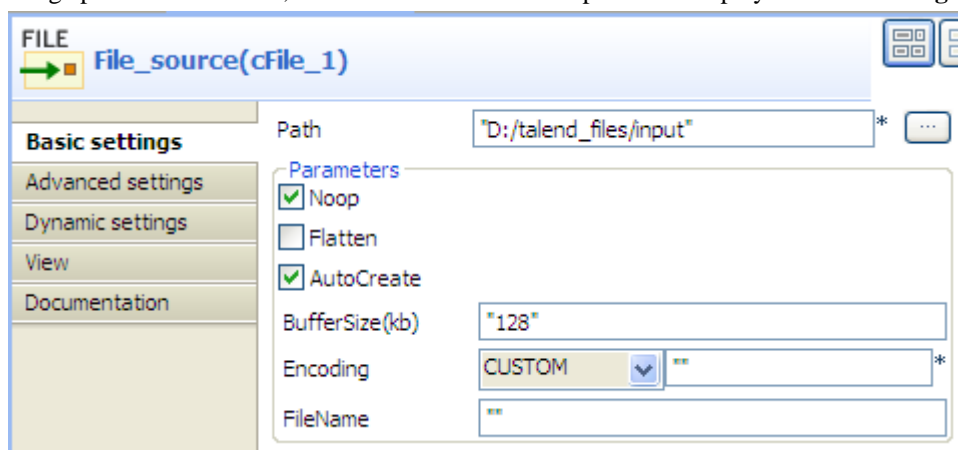 FILE
File_source(cFile_1)
Basic settings
Advanced settings
Dynamic settings
View
Documentation
Path "D:/talend_files/input" * ...
Parameters
Noop
Flatten
AutoCreate
BufferSize(kb) "128"
Encoding CUSTOM "" *
FileName ""